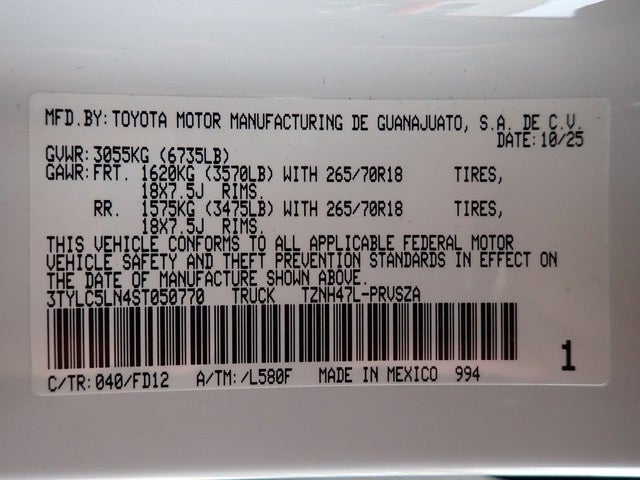 MFD.BY: TOYOTA MOTOR MANUFACTURING DE GUANAJUATO, S.A. DE C.V.
DATE: 10/25
GVWR: 3055KG (6735LB)
GAWR: FRT. 1620KG (3570LB) WITH 265/70R18 TIRES,
18X7.5J RIMS.
RR. 1575KG (3475LB) WITH 265/70R18 TIRES,
18X7.5J RIMS.
THIS VEHICLE CONFORMS TO ALL APPLICABLE FEDERAL MOTOR
VEHICLE SAFETY AND THEFT PREVENTION STANDARDS IN EFFECT ON
THE DATE OF MANUFACTURE SHOWN ABOVE.
3TYLC5LN4ST050770 TRUCK TZNH47L-PRVSZA
1
C/TR: 040/FD12 A/TM: /L580F MADE IN MEXICO 994